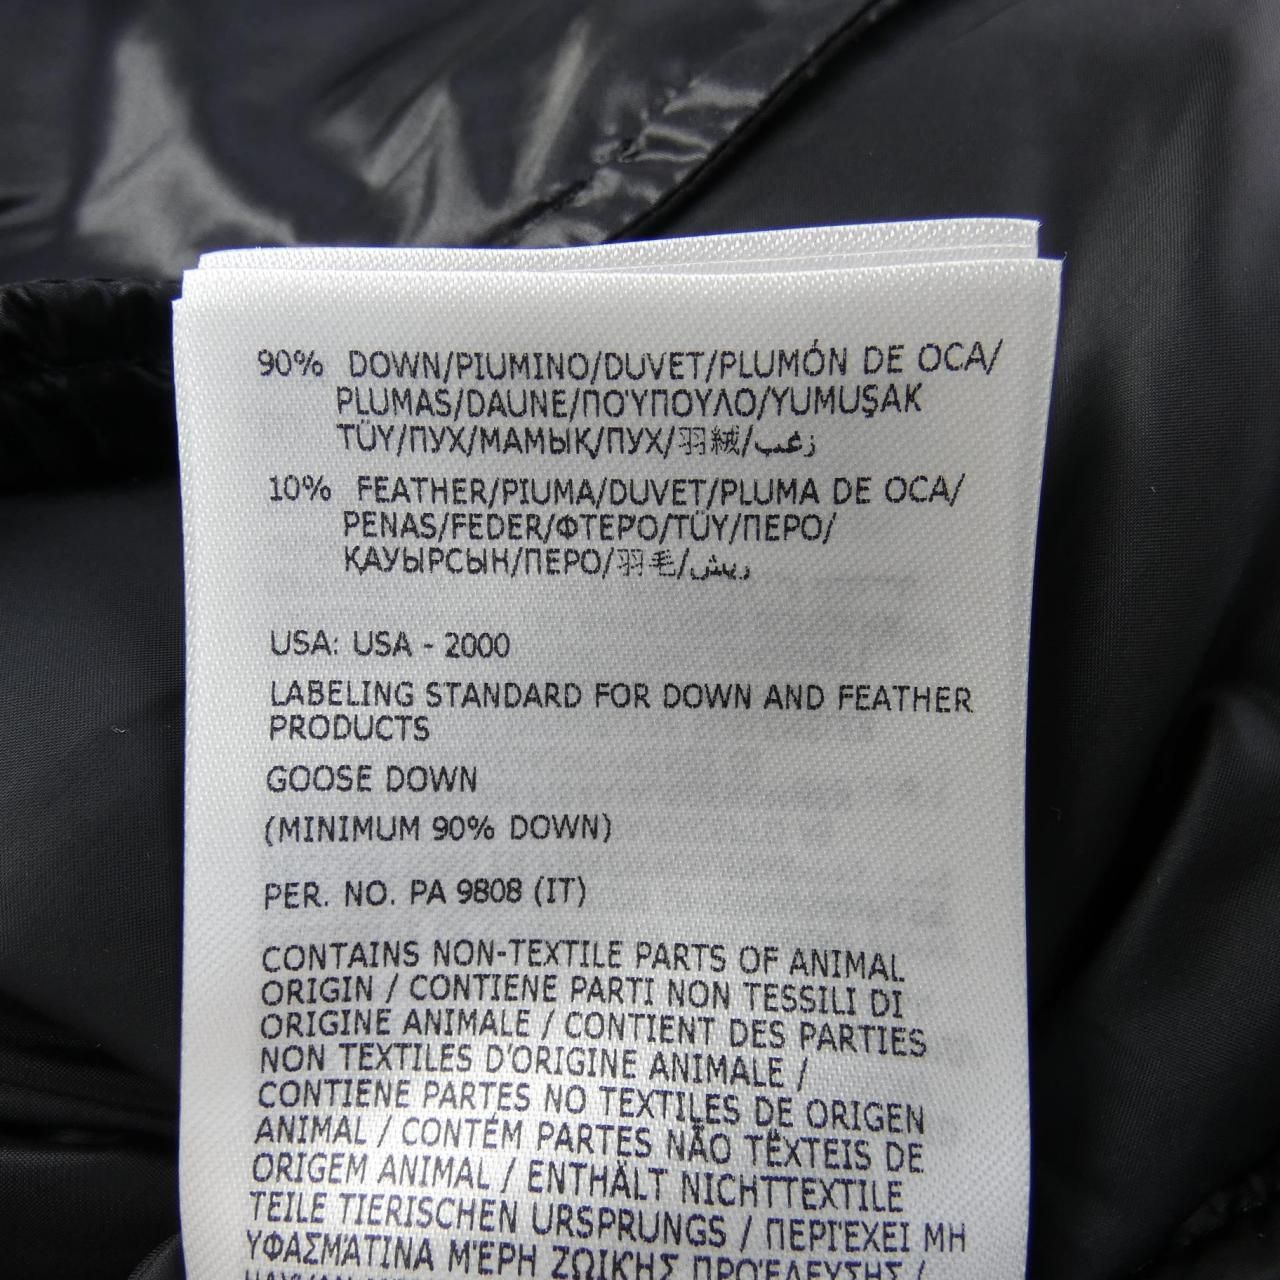 90% DOWN/PIUMINO/DUVET/PLUMÓN DE OCA/
PLUMAS/DAUNE/ΠΟΎΠΟΥΛΟ/YUMUŞAK
TÜY/ПУХ/МАМЫҚ/ПУХ/羽絨/زغب
10% FEATHER/PIUMA/DUVET/PLUMA DE OCA/
PENAS/FEDER/ΦΤΕΡΌ/TÜY/ПЕРО/
ҚАУЫРСЫН/ПЕРО/羽毛/ريش
USA: USA - 2000
LABELING STANDARD FOR DOWN AND FEATHER
PRODUCTS
GOOSE DOWN
(MINIMUM 90% DOWN)
PER. NO. PA 9808 (IT)
CONTAINS NON-TEXTILE PARTS OF ANIMAL
ORIGIN / CONTIENE PARTI NON TESSILI DI
ORIGINE ANIMALE / CONTIENT DES PARTIES
NON TEXTILES D'ORIGINE ANIMALE /
CONTIENE PARTES NO TEXTILES DE ORIGEN
ANIMAL / CONTÉM PARTES NÃO TËXTEIS DE
ORIGEM ANIMAL / ENTHÄLT NICHTTEXTILE
TEILE TIERISCHEN URSPRUNGS / ΠΕΡΙΈΧΕΙ ΜΗ
ΥΦΑΣΜΆΤΙΝΑ ΜΈΡΗ ΖΩΙΚΉΣ ΠΡΟΈΛΕΥΣΗΣ /